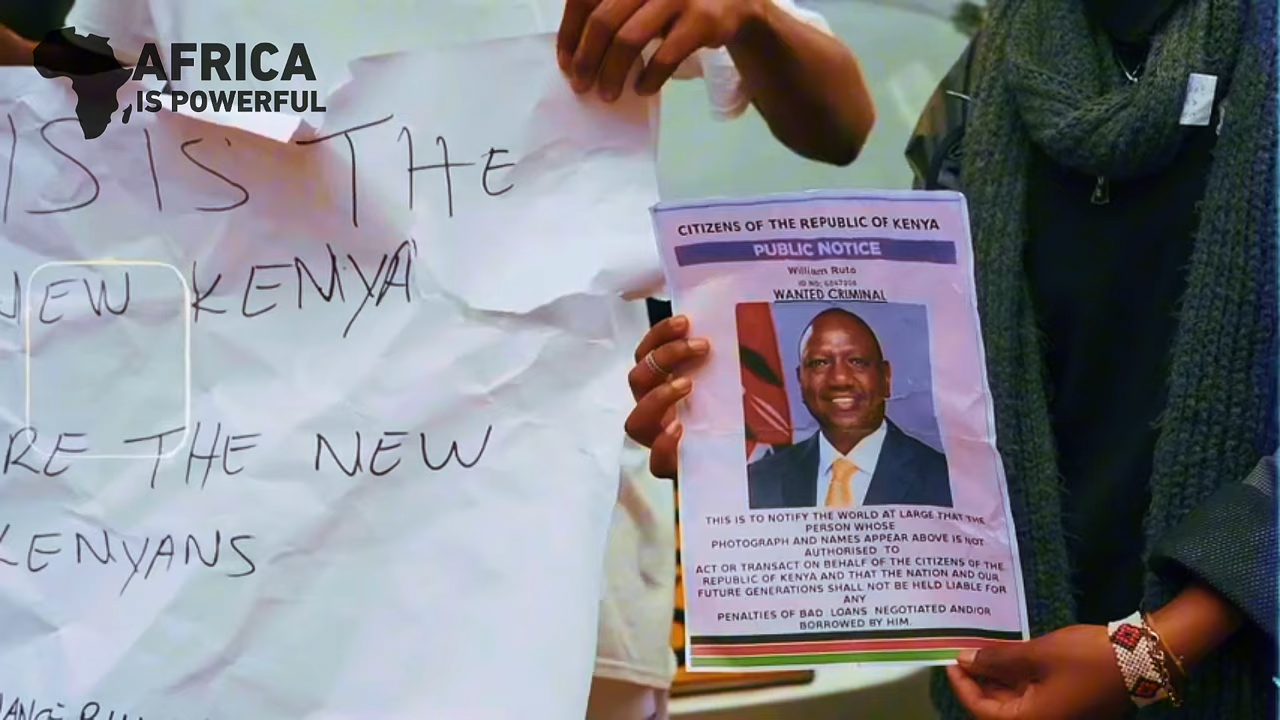 AFRICA
IS POWERFUL
IS IS THE
NEW KENYA
RE THE NEW
KENYANS
CITIZENS OF THE REPUBLIC OF KENYA
PUBLIC NOTICE
William Ruto
ID NO:
WANTED CRIMINAL
THIS IS TO NOTIFY THE WORLD AT LARGE THAT THE
PERSON WHOSE
PHOTOGRAPH AND NAMES APPEAR ABOVE IS NOT
AUTHORISED TO
ACT OR TRANSACT ON BEHALF OF THE CITIZENS OF THE
REPUBLIC OF KENYA AND THAT THE NATION AND OUR
FUTURE GENERATIONS SHALL NOT BE HELD LIABLE FOR
ANY
PENALTIES OF BAD LOANS NEGOTIATED AND/OR
BORROWED BY HIM.